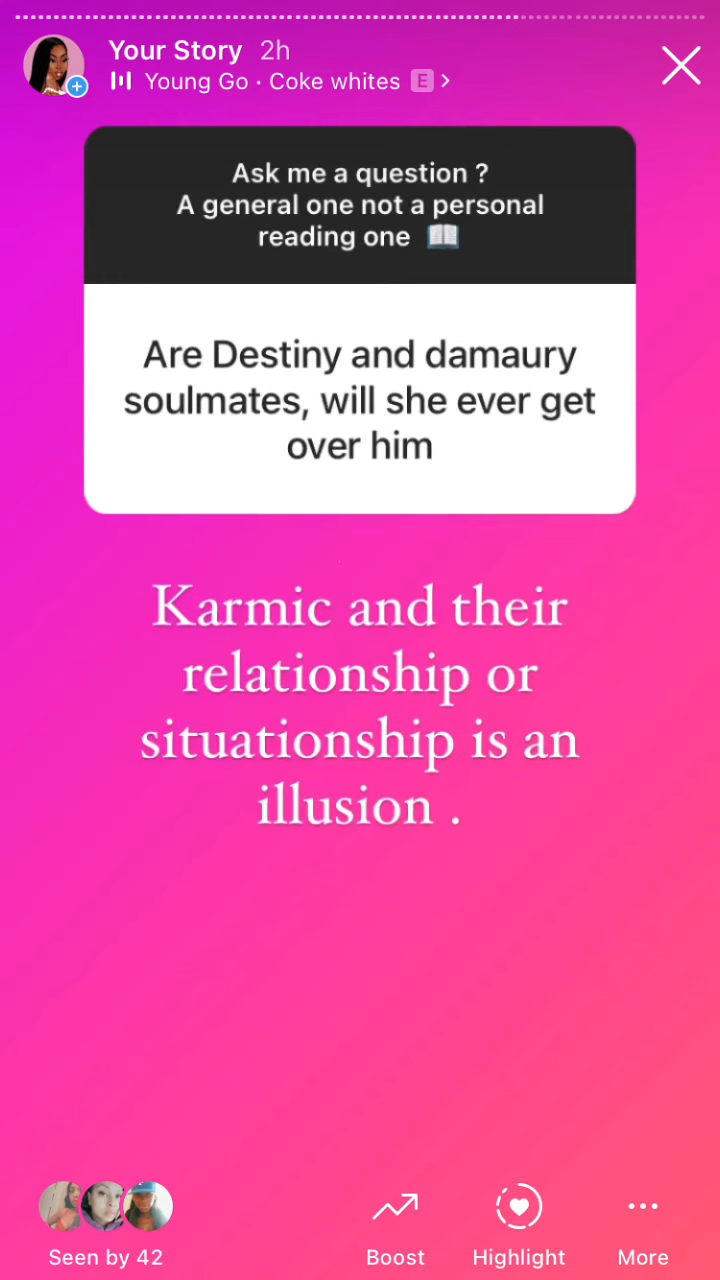 Your Story 2h
Young Go · Coke whites E
Ask me a question ?
A general one not a personal
reading one 📖
Are Destiny and damaury
soulmates, will she ever get
over him
Karmic and their
relationship or
situationship is an
illusion .
Seen by 42
Boost
Highlight
More